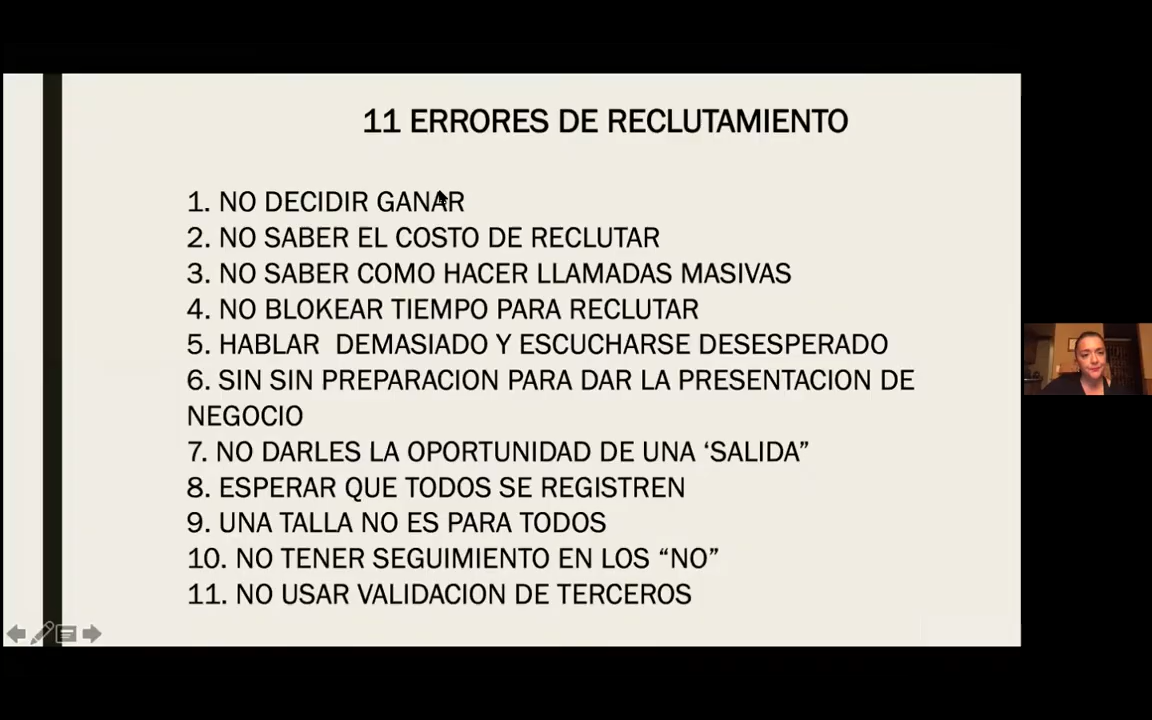 11 ERRORES DE RECLUTAMIENTO
1. NO DECIDIR GANAR
2. NO SABER EL COSTO DE RECLUTAR
3. NO SABER COMO HACER LLAMADAS MASIVAS
4. NO BLOKEAR TIEMPO PARA RECLUTAR
5. HABLAR  DEMASIADO Y ESCUCHARSE DESESPERADO
6. SIN SIN PREPARACION PARA DAR LA PRESENTACION DE
NEGOCIO
7. NO DARLES LA OPORTUNIDAD DE UNA ‘SALIDA”
8. ESPERAR QUE TODOS SE REGISTREN
9. UNA TALLA NO ES PARA TODOS
10. NO TENER SEGUIMIENTO EN LOS “NO”
11. NO USAR VALIDACION DE TERCEROS